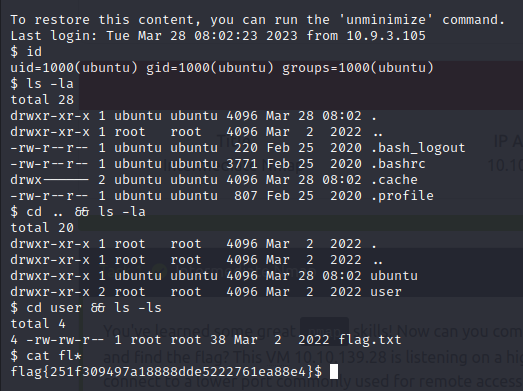 To restore this content, you can run the 'unminimize' command.
Last login: Tue Mar 28 08:02:23 2023 from 10.9.3.105
$ id
uid=1000(ubuntu) gid=1000(ubuntu) groups=1000(ubuntu)
$ ls -la
total 28
drwxr-xr-x 1 ubuntu ubuntu 4096 Mar 28 08:02 .
drwxr-xr-x 1 root   root   4096 Mar  2  2022 ..
-rw-r--r-- 1 ubuntu ubuntu  220 Feb 25  2020 .bash_logout
-rw-r--r-- 1 ubuntu ubuntu 3771 Feb 25  2020 .bashrc
drwx------ 2 ubuntu ubuntu 4096 Mar 28 08:02 .cache
-rw-r--r-- 1 ubuntu ubuntu  807 Feb 25  2020 .profile
$ cd .. && ls -la
total 20
drwxr-xr-x 1 root   root   4096 Mar  2  2022 .
drwxr-xr-x 1 root   root   4096 Mar  2  2022 ..
drwxr-xr-x 1 ubuntu ubuntu 4096 Mar 28 08:02 ubuntu
drwxr-xr-x 2 root   root   4096 Mar  2  2022 user
$ cd user && ls -ls
total 4
4 -rw-rw-r-- 1 root root 38 Mar  2  2022 flag.txt
$ cat fl*
flag{251f309497a18888dde5222761ea88e4}$